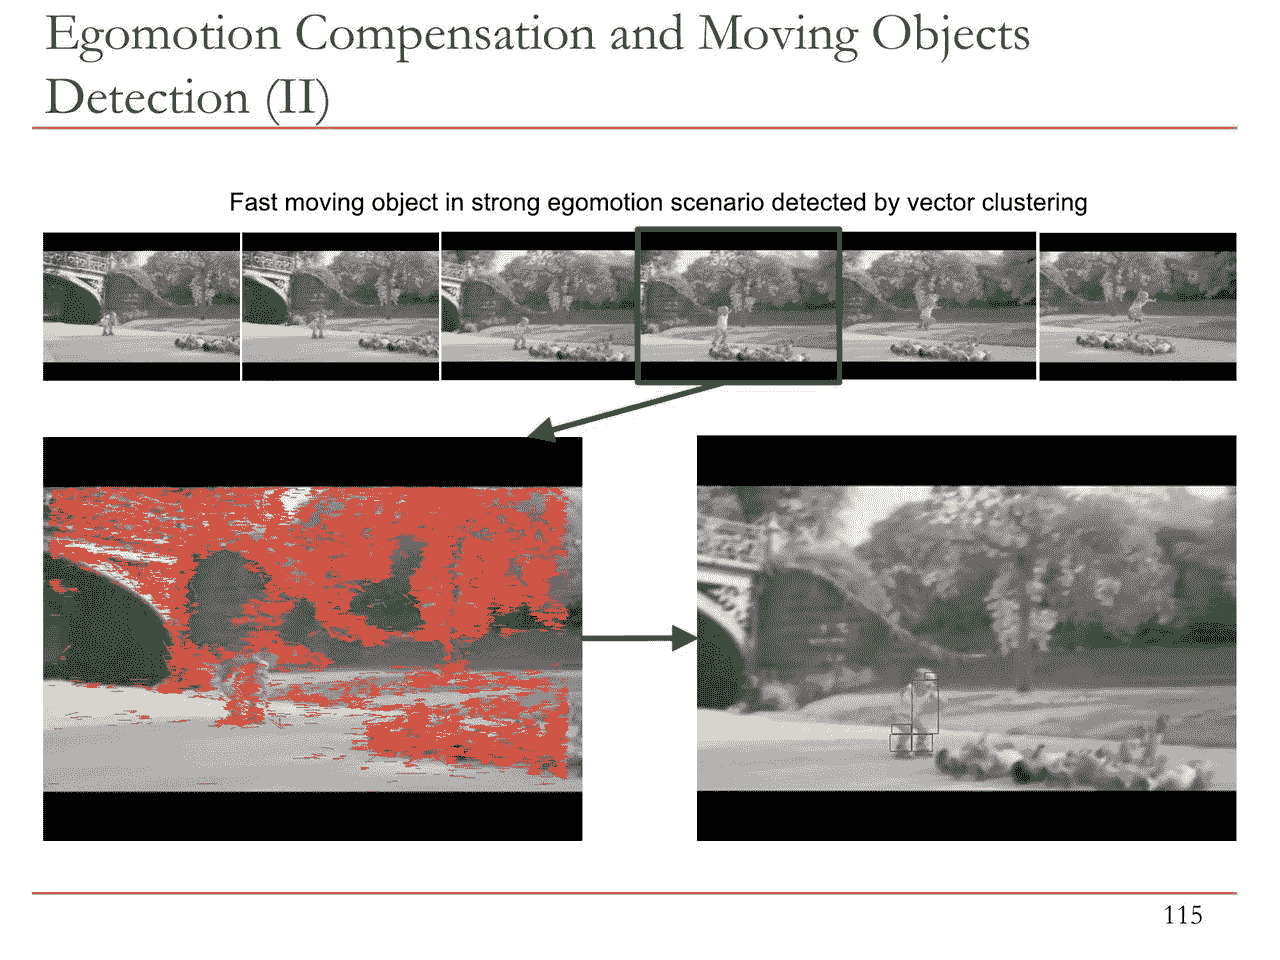 Egomotion Compensation and Moving Objects
Detection (II)
Fast moving object in strong egomotion scenario detected by vector clustering
115